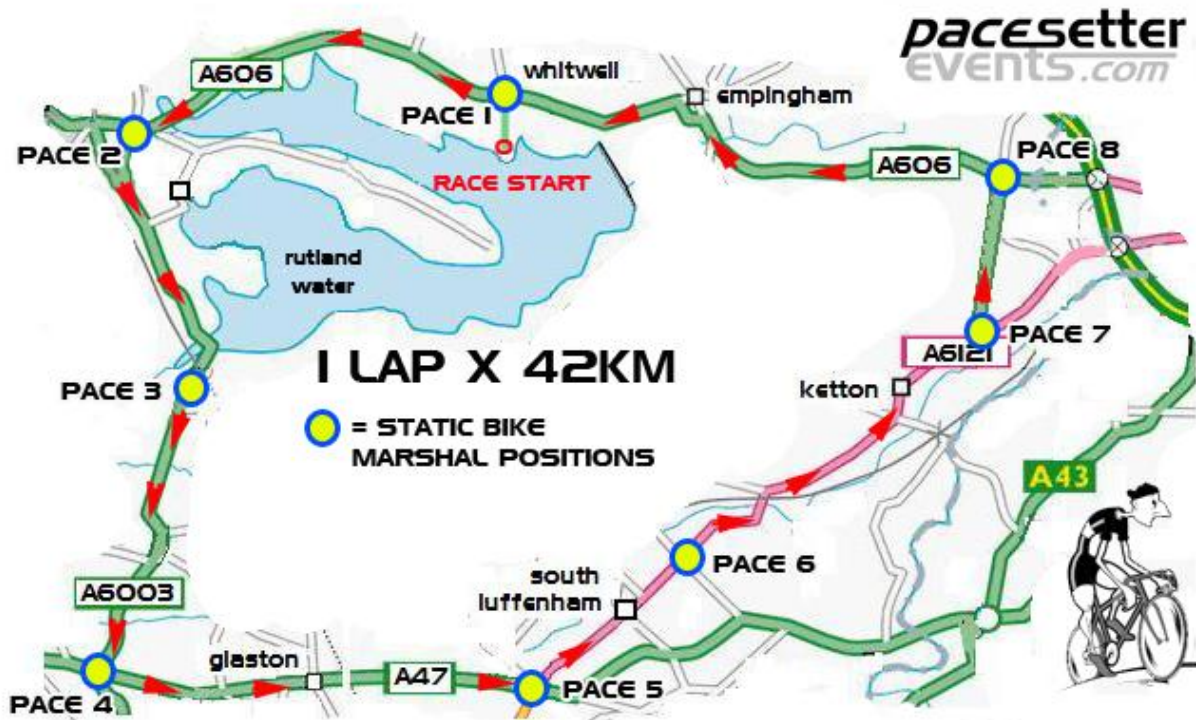 pacesetter
events.com
A606
whitwell
empingham
PACE 1
PACE 2
A606
PACE 8
RACE START
rutland
water
PACE 7
A6121
1 LAP X 42KM
PACE 3
ketton
= STATIC BIKE
MARSHAL POSITIONS
A43
PACE 6
A6003
south
luffenham
glaston
A47
PACE 5
PACE 4